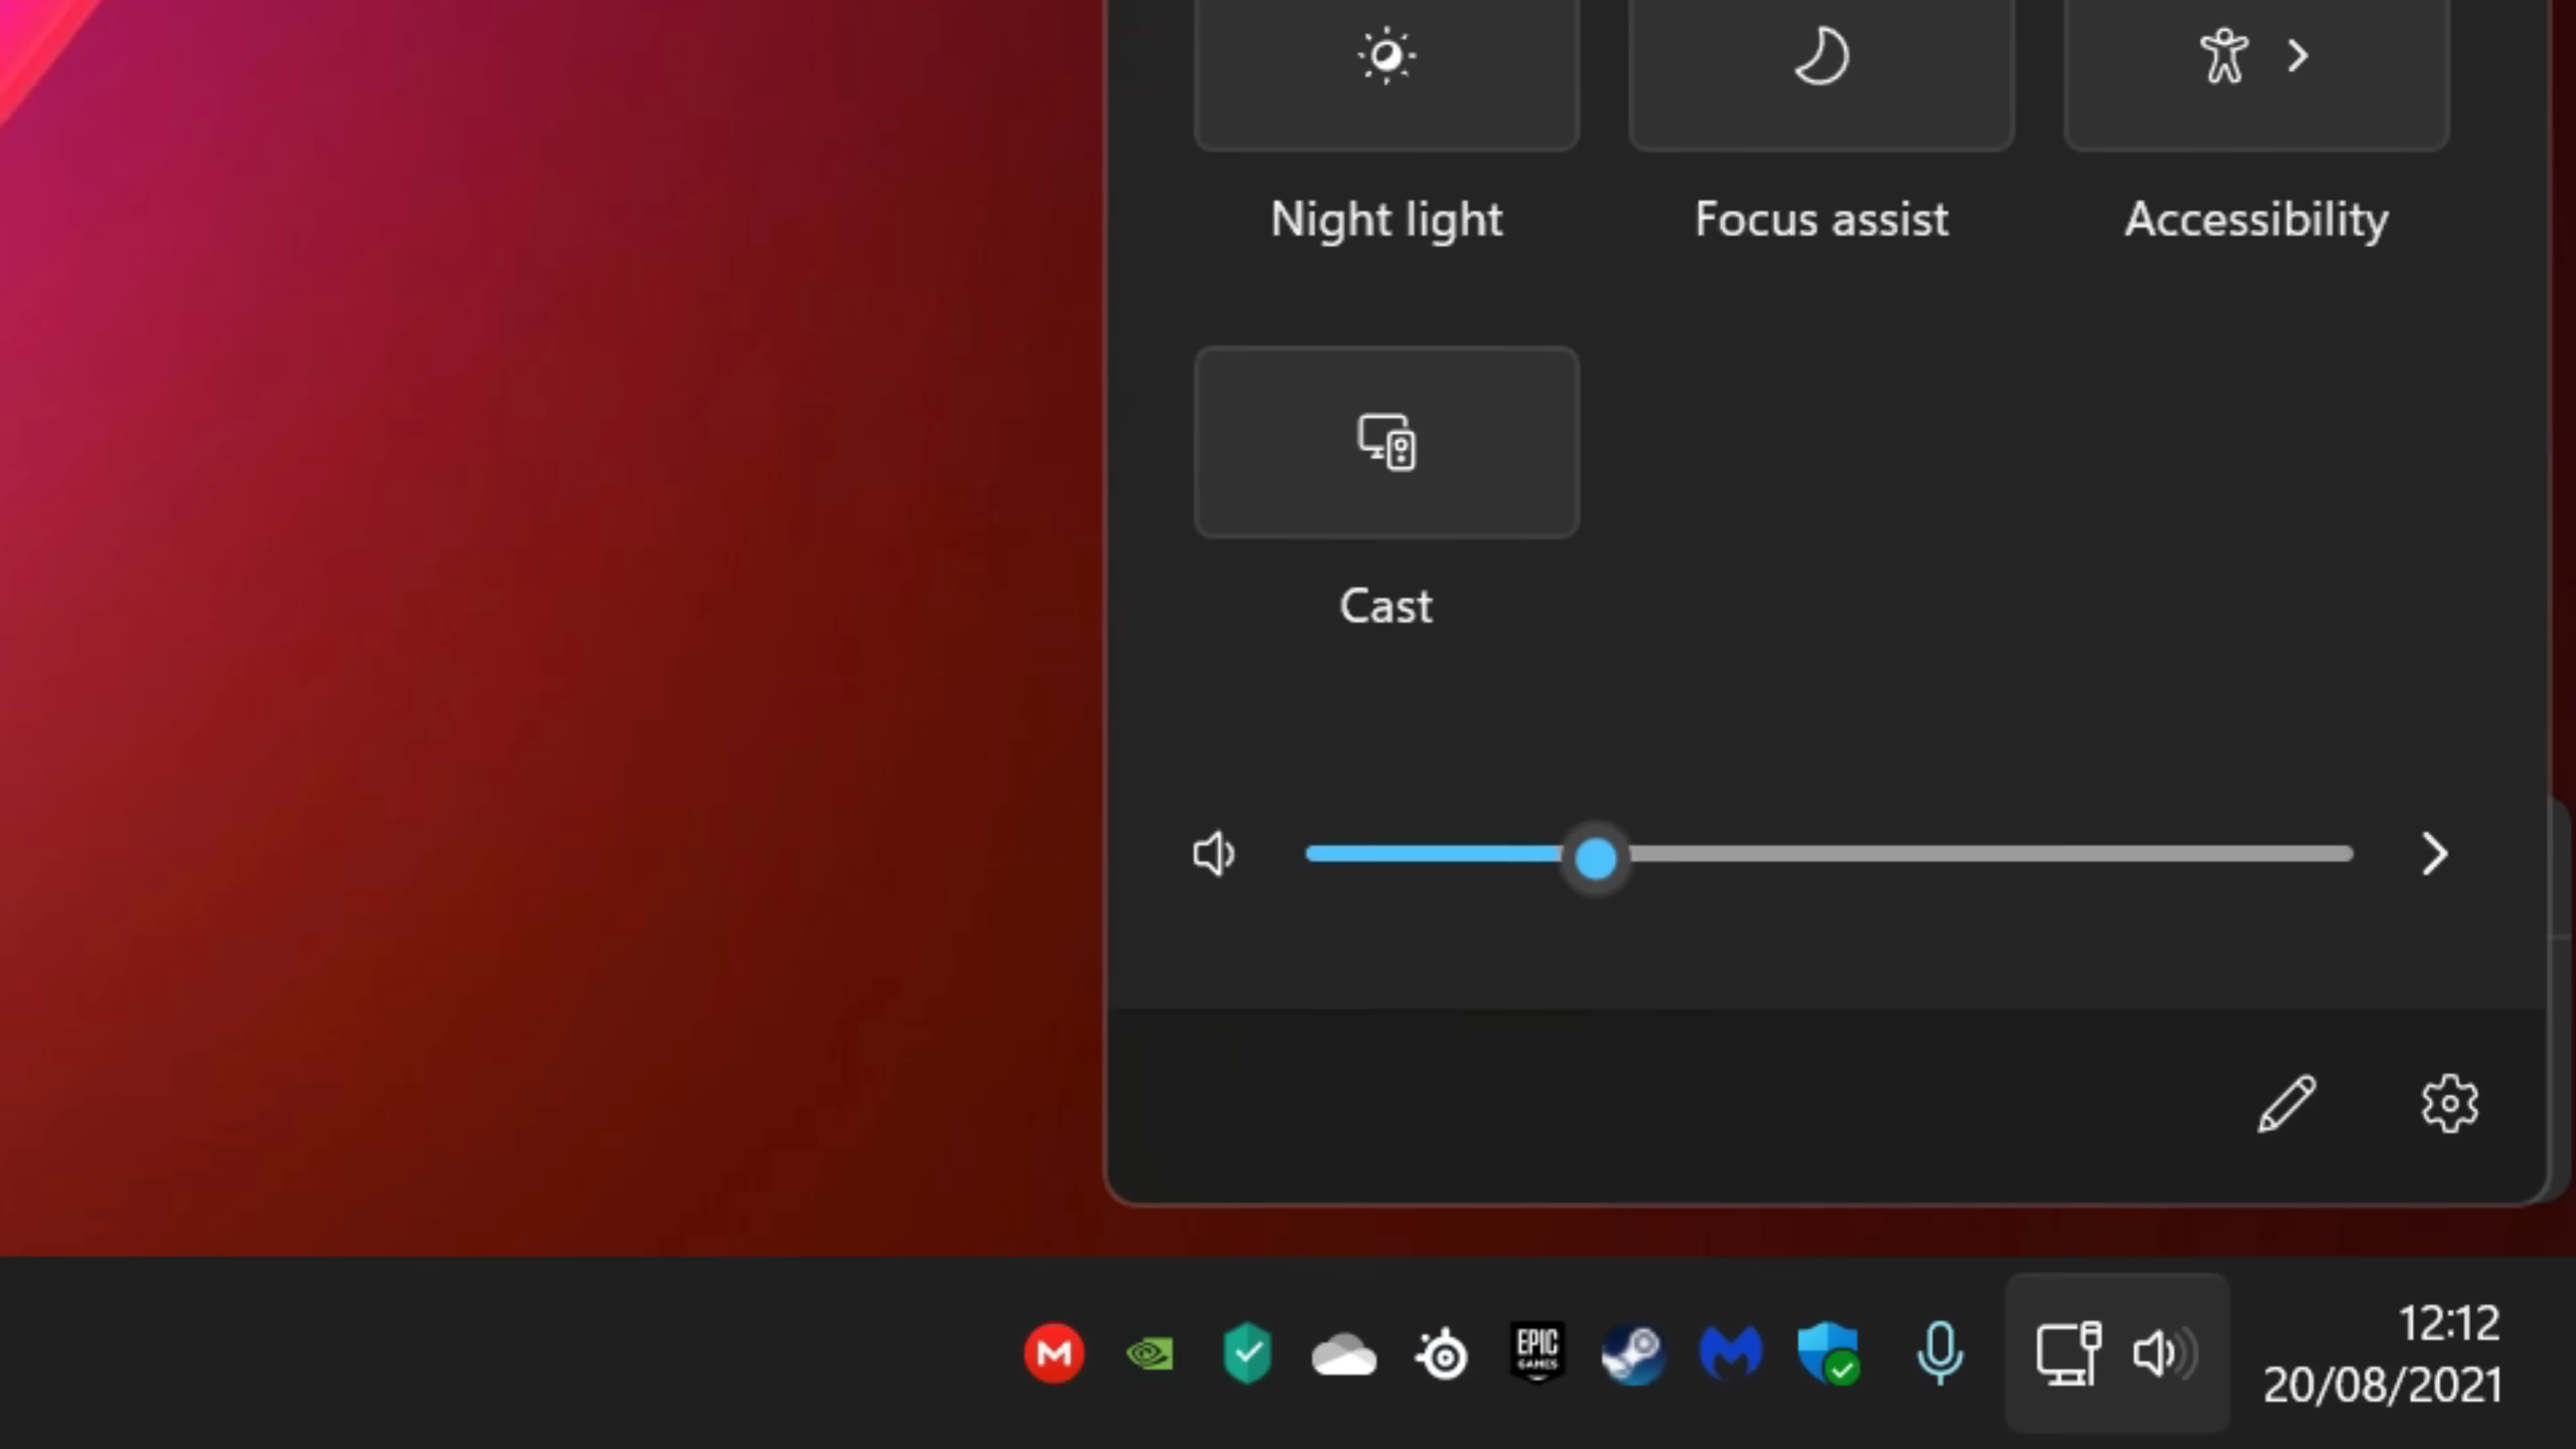 Night light
Focus assist
Accessibility
Cast
EPIC
GAMES
12:12
20/08/2021